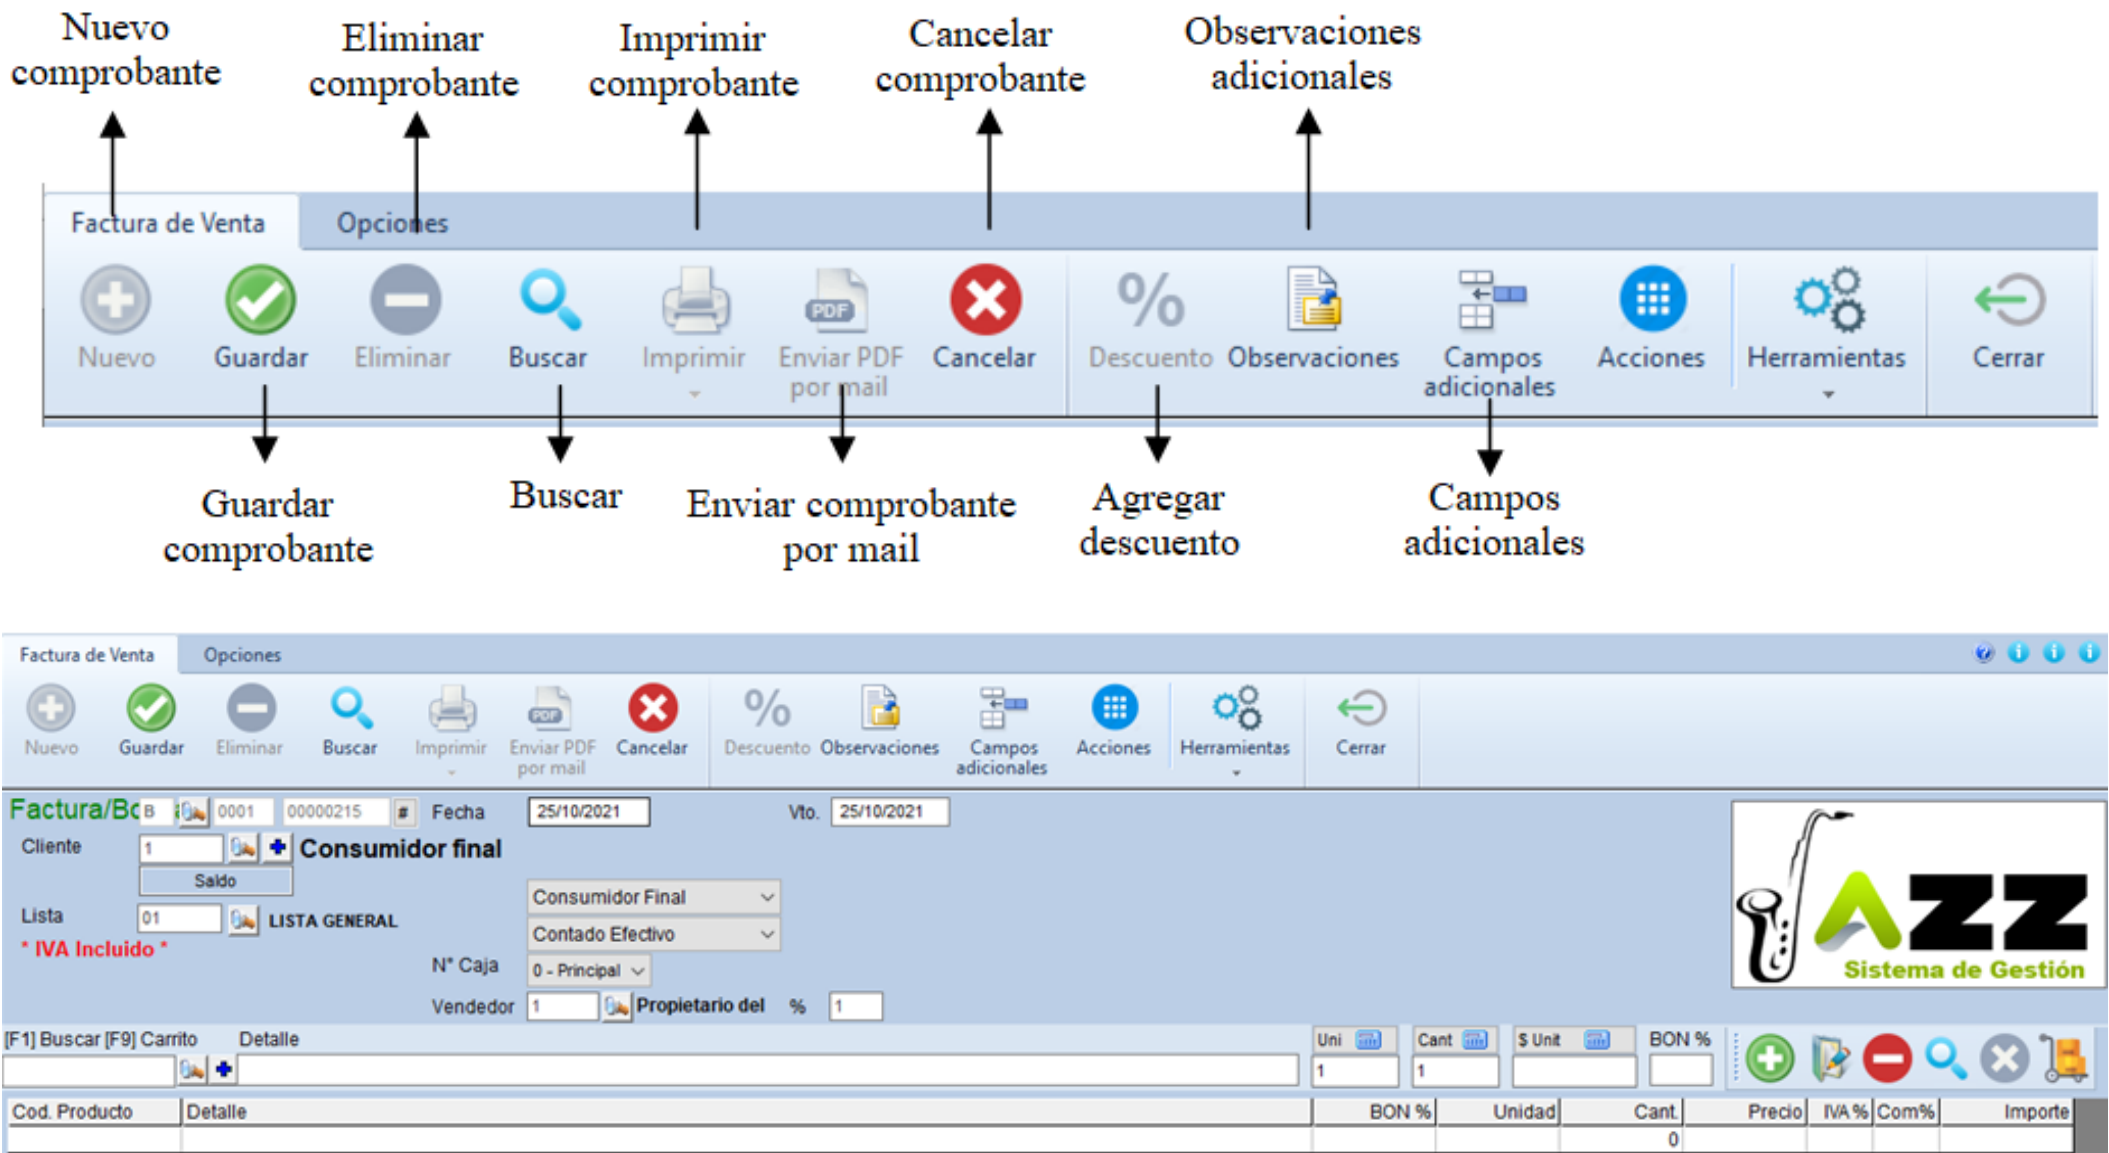 Nuevo
comprobante
Eliminar
comprobante
Imprimir
comprobante
Cancelar
comprobante
Observaciones
adicionales
Factura de Venta
Opciones
Nuevo
Guardar
Eliminar
Buscar
Imprimir
PDF
Enviar PDF
por mail
Cancelar
%
Descuento
Observaciones
Campos
adicionales
Acciones
Herramientas
Cerrar
Guardar
comprobante
Buscar
Enviar comprobante
por mail
Agregar
descuento
Campos
adicionales
Factura de Venta
Opciones
Nuevo
Guardar
Eliminar
Buscar
Imprimir
PDF
Enviar PDF
por mail
Cancelar
%
Descuento
Observaciones
Campos
adicionales
Acciones
Herramientas
Cerrar
B 0001 00000215 # Fecha 25/10/2021 Vto. 25/10/2021
Cliente 1 Consumidor final
Saldo
Consumidor Final
Lista 01 LISTA GENERAL
Contado Efectivo
* IVA Incluido *
N° Caja 0 - Principal
Vendedor 1 Propietario del % 1
AZZ
Sistema de Gestión
[F1] Buscar [F9] Carrito Detalle Uni Cant $ Unit BON %
1 1
Cod. Producto Detalle BON % Unidad Cant. Precio IVA % Com% Importe
0